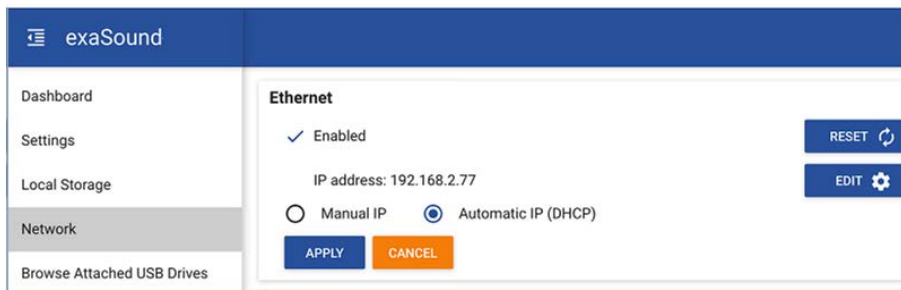 exaSound
Dashboard
Settings
Local Storage
Network
Browse Attached USB Drives
Ethernet
Enabled
RESET
IP address: 192.168.2.77
EDIT
Manual IP Automatic IP (DHCP)
APPLY CANCEL